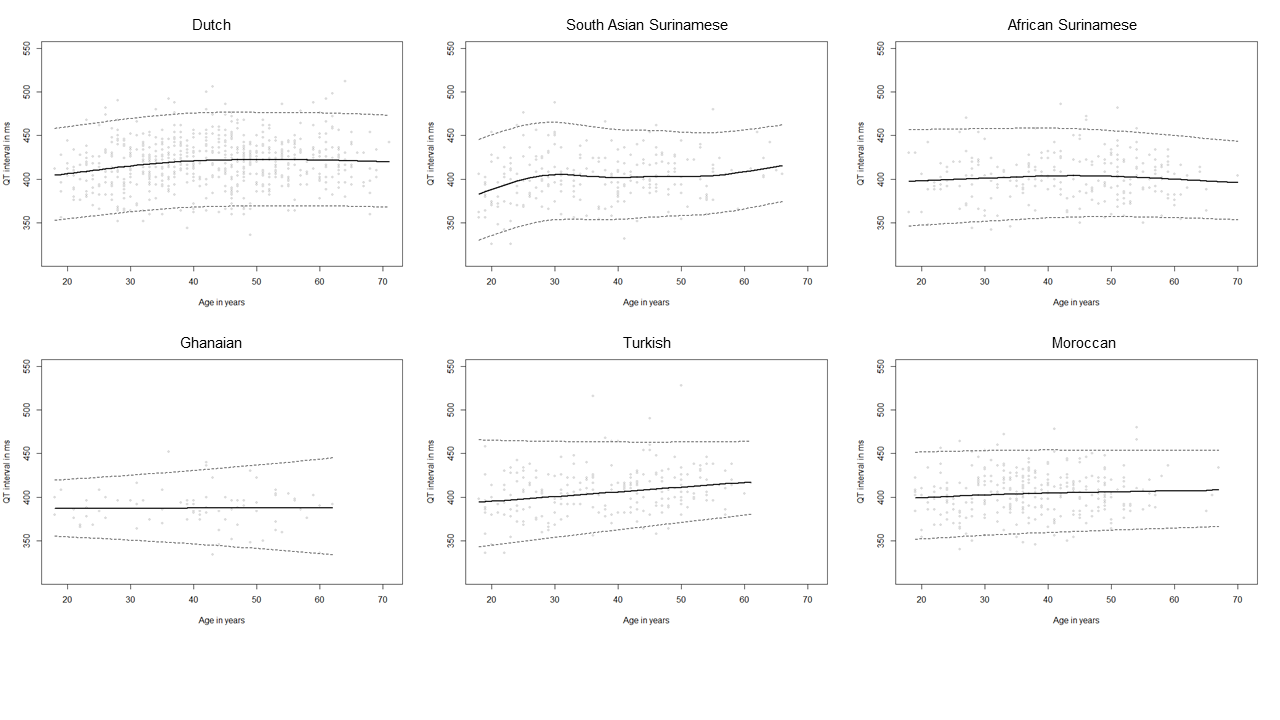 Dutch
550
500
450
400
350
QT interval in ms
20 30 40 50 60 70
Age in years
South Asian Surinamese
550
500
450
400
350
QT interval in ms
20 30 40 50 60 70
Age in years
African Surinamese
550
500
450
400
350
QT interval in ms
20 30 40 50 60 70
Age in years
Ghanaian
550
500
450
400
350
QT interval in ms
20 30 40 50 60 70
Age in years
Turkish
550
500
450
400
350
QT interval in ms
20 30 40 50 60 70
Age in years
Moroccan
550
500
450
400
350
QT interval in ms
20 30 40 50 60 70
Age in years